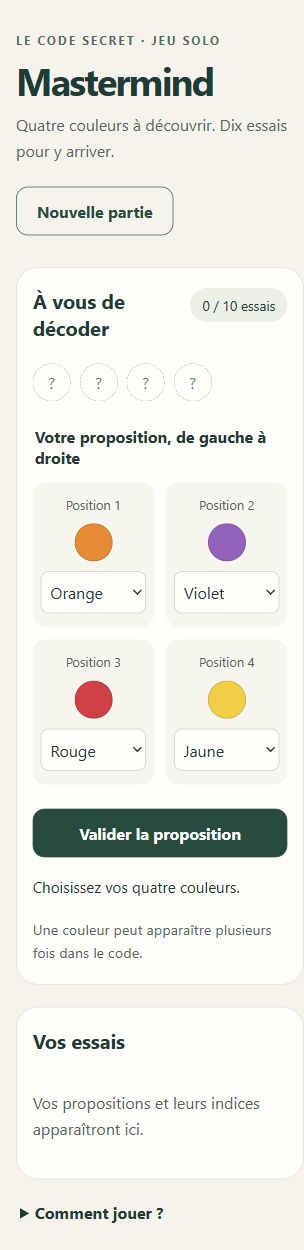 LE CODE SECRET · JEU SOLO
Mastermind
Quatre couleurs à découvrir. Dix essais
pour y arriver.
Nouvelle partie
À vous de
décoder
0 / 10 essais
? ? ? ?
Votre proposition, de gauche à
droite
Position 1
Position 2
Orange
Violet
Position 3
Position 4
Rouge
Jaune
Valider la proposition
Choisissez vos quatre couleurs.
Une couleur peut apparaître plusieurs
fois dans le code.
Vos essais
Vos propositions et leurs indices
apparaîtront ici.
Comment jouer ?